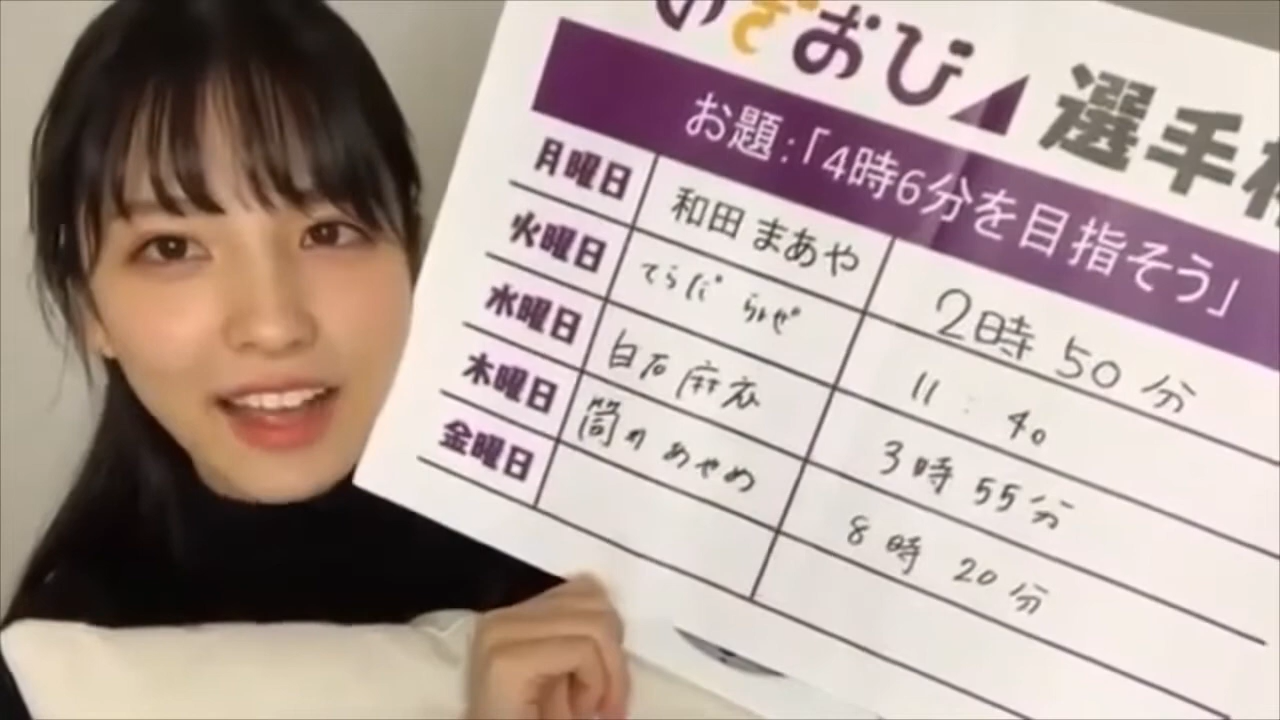 のぎおび⊿選手権
お題:「4時6分を目指そう」
月曜日 和田 まあや 2時 50分
火曜日 てらだ らんぜ 11:40
水曜日 白石 麻衣 3時 55分
木曜日 筒井 あやめ 8時 20分
金曜日